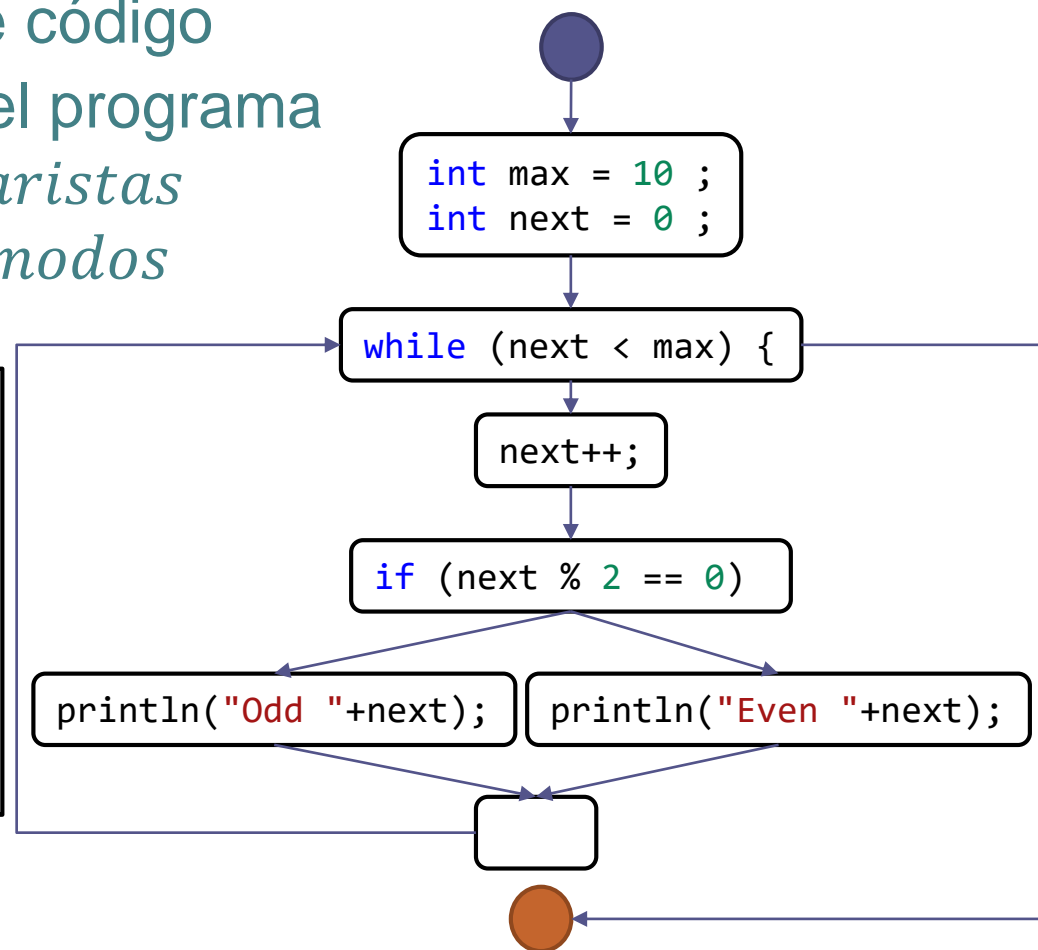 código
el programa
aristas
int max = 10 ;
int next = 0 ;
while (next < max) {
next++;
if (next % 2 == 0)
println("Odd "+next);
println("Even "+next);